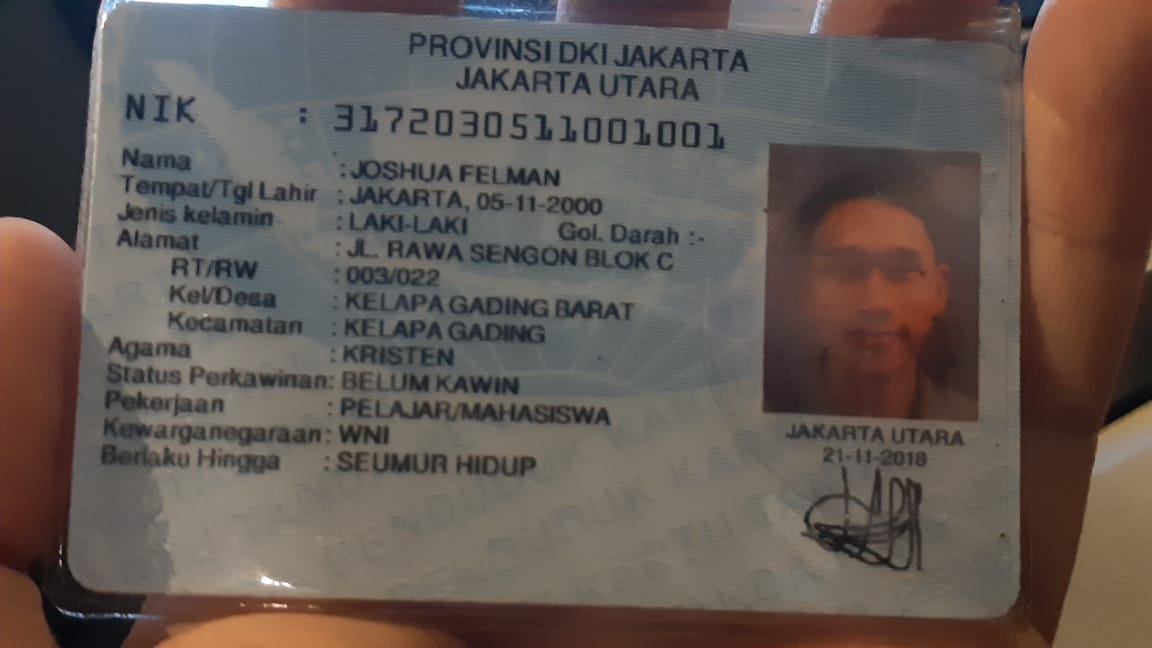 PROVINSI DKI JAKARTA
JAKARTA UTARA
NIK : 3172030511001001
Nama : JOSHUA FELMAN
Tempat/Tgl Lahir : JAKARTA, 05-11-2000
Jenis kelamin : LAKI-LAKI Gol. Darah :-
Alamat : JL. RAWA SENGON BLOK C
RT/RW : 003/022
Kel/Desa : KELAPA GADING BARAT
Kecamatan : KELAPA GADING
Agama : KRISTEN
Status Perkawinan: BELUM KAWIN
Pekerjaan : PELAJAR/MAHASISWA
Kewarganegaraan: WNI
Berlaku Hingga : SEUMUR HIDUP
JAKARTA UTARA
21-11-2018